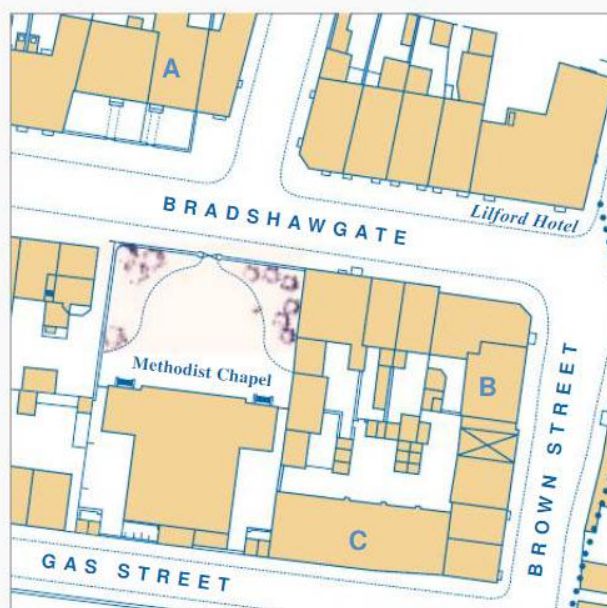 A
BRADSHAWGATE
Lilford Hotel
Methodist Chapel
B
BROWN STREET
C
GAS STREET